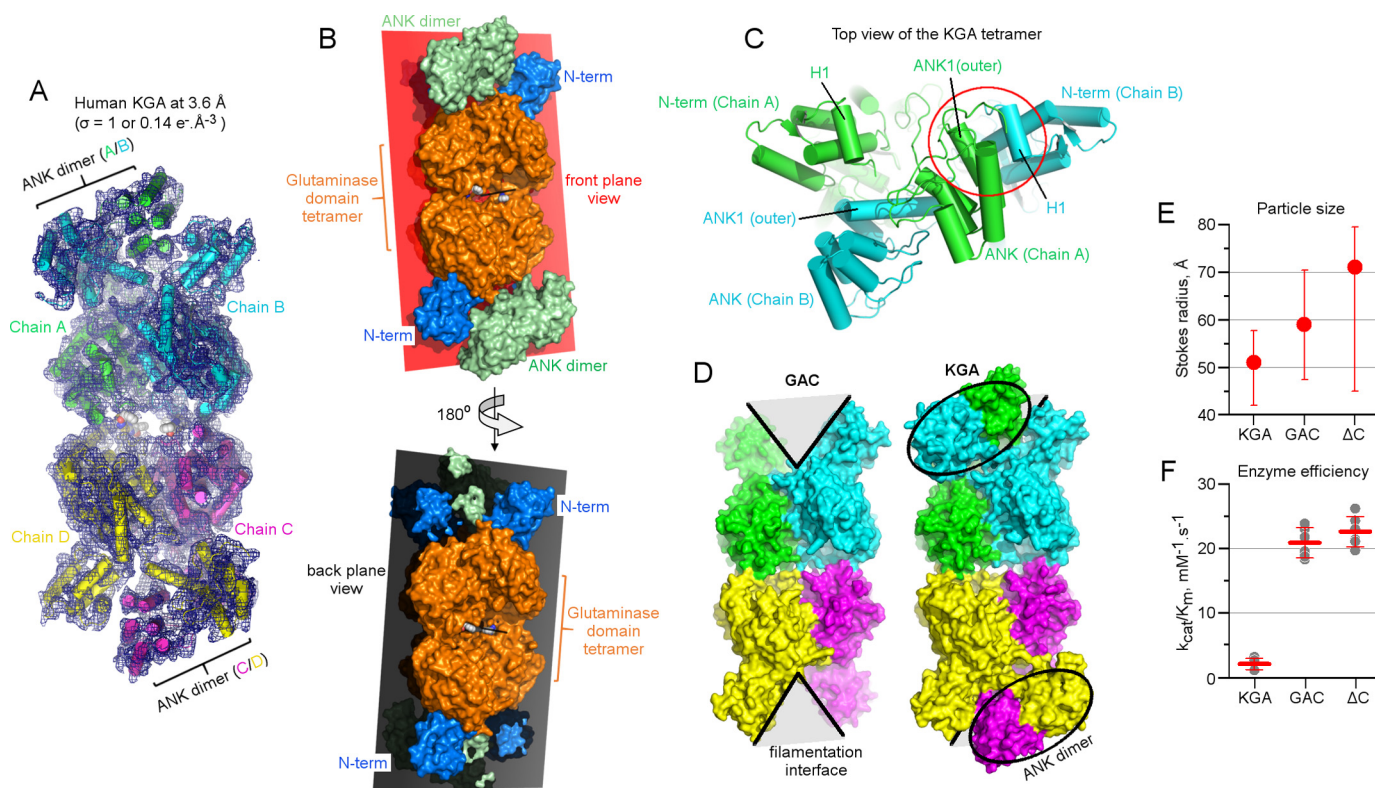 A
Human KGA at 3.6 Å
(σ = 1 or 0.14 e⁻.Å⁻³ )
ANK dimer (A/B)
Chain A
Chain B
Chain D
Chain C
ANK dimer (C/D)
B
ANK dimer
N-term
Glutaminase
domain
tetramer
front plane
view
N-term
ANK dimer
180°
N-term
back plane
view
Glutaminase
domain
tetramer
N-term
C
Top view of the KGA tetramer
H1
ANK1(outer)
N-term (Chain A)
N-term (Chain B)
ANK1 (outer)
H1
ANK (Chain A)
ANK (Chain B)
D
GAC
KGA
filamentation
interface
ANK dimer
E
Particle size
Stokes radius, Å
80
70
60
50
40
KGA GAC ΔC
F
Enzyme efficiency
kcat/Km, mM⁻¹.s⁻¹
30
20
10
0
KGA GAC ΔC